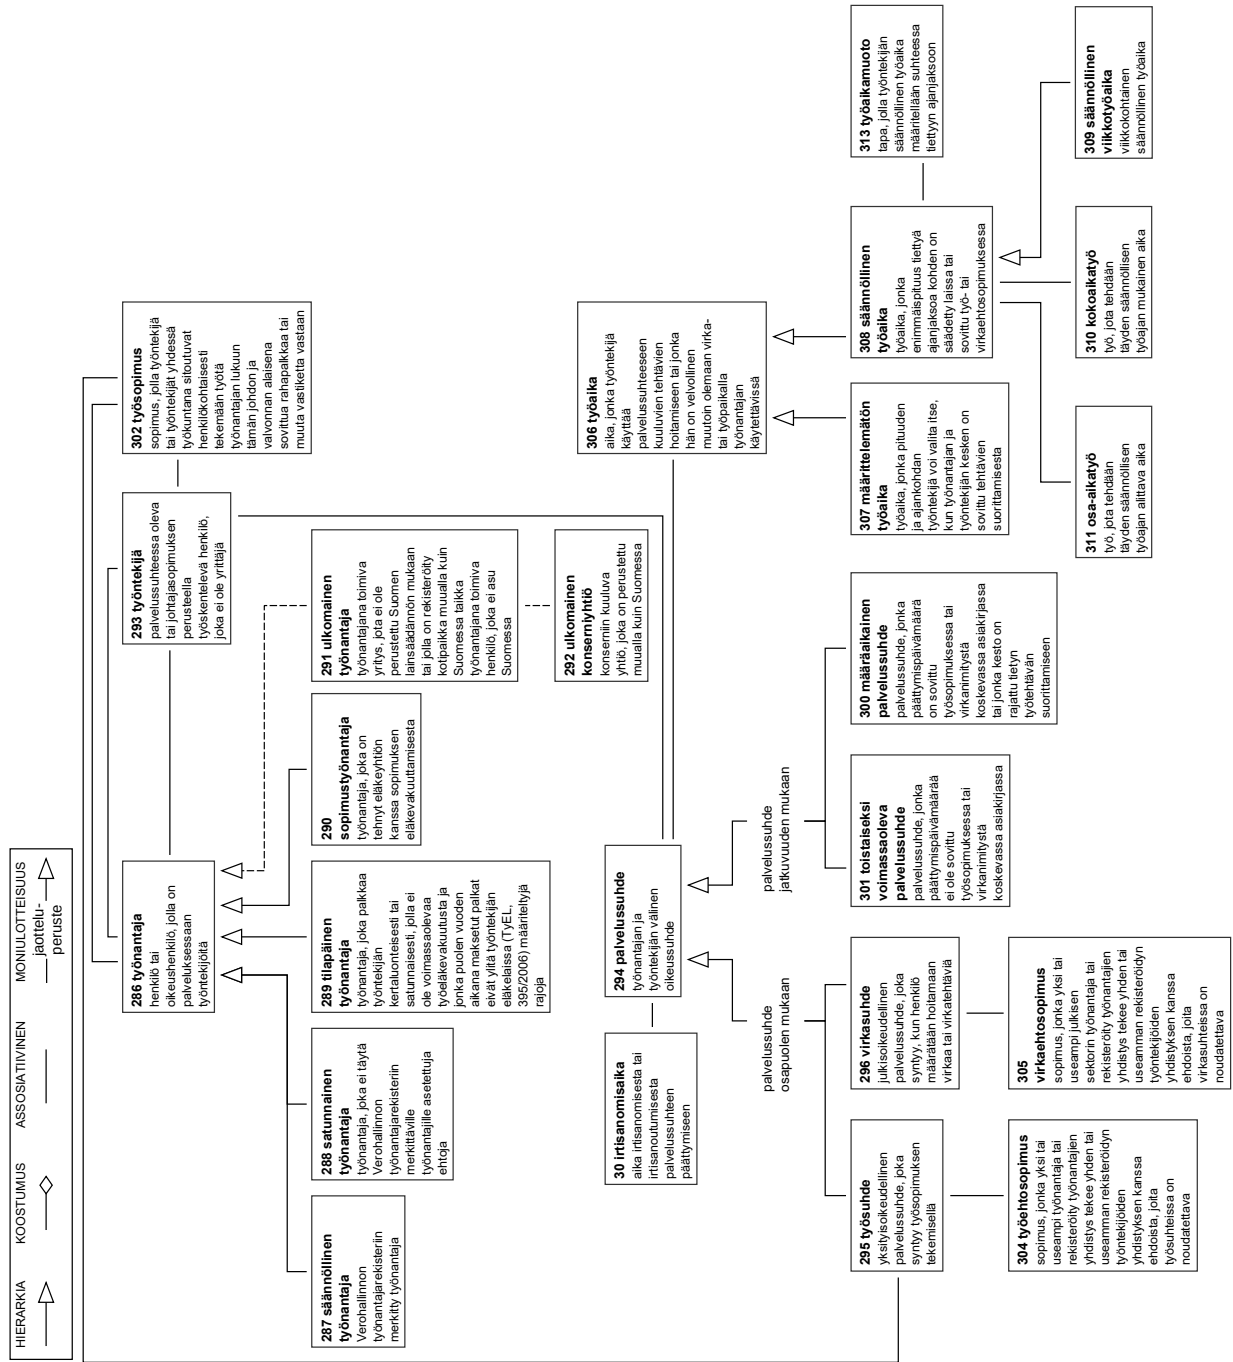 HIERARKIA
KOOSTUMUS
ASSOSIATIIVINEN
MONIULOTTEISUUS
jaottelu-
peruste
286 työnantaja
henkilö tai
oikeushenkilö, jolla on
palveluksessaan
työntekijöitä
293 työntekijä
palvelussuhteessa oleva
tai johtajasopimuksen
perusteella
työskentelevä henkilö,
joka ei ole yrittäjä
302 työsopimus
sopimus, jolla työntekijä
tai työntekijät yhdessä
työkuntana sitoutuvat
henkilökohtaisesti
tekemään työtä
työnantajan lukuun
tämän johdon ja
valvonnan alaisena
sovittua rahapalkkaa tai
muuta vastiketta vastaan
287 säännöllinen
työnantaja
Verohallinnon
työnantajarekisteriin
merkitty työnantaja
288 satunnainen
työnantaja
työnantaja, joka ei täytä
Verohallinnon
työnantajarekisteriin
merkittäville
työnantajille asetettuja
ehtoja
289 tilapäinen
työnantaja
työnantaja, joka palkkaa
työntekijän
kertaluonteisesti tai
satunnaisesti, jolla ei
ole voimassaolevaa
työeläkevakuutusta ja
jonka puolen vuoden
aikana maksetut palkat
eivät ylitä työntekijän
eläkelaissa (TyEL,
395/2006) määriteltyjä
rajoja
290
sopimustyönantaja
työnantaja, joka on
tehnyt eläkeyhtiön
kanssa sopimuksen
eläkevakuuttamisesta
291 ulkomainen
työnantaja
työnantajana toimiva
yritys, jota ei ole
perustettu Suomen
lainsäädännön mukaan
tai jolla on rekisteröity
kotipaikka muualla kuin
Suomessa taikka
työnantajana toimiva
henkilö, joka ei asu
Suomessa
292 ulkomainen
konserniyhtiö
konserniin kuuluva
yhtiö, joka on perustettu
muualla kuin Suomessa
30 irtisanomisaika
aika irtisanomisesta tai
irtisanoutumisesta
palvelussuhteen
päättymiseen
294 palvelussuhde
työnantajan ja
työntekijän välinen
oikeussuhde
306 työaika
aika, jonka työntekijä
käyttää
palvelussuhteeseen
kuuluvien tehtävien
hoitamiseen tai jonka
hän on velvollinen
muutoin olemaan virka-
tai työpaikalla
työnantajan
käytettävissä
palvelussuhde
osapuolen mukaan
palvelussuhde
jatkuvuuden mukaan
295 työsuhde
yksityisoikeudellinen
palvelussuhde, joka
syntyy työsopimuksen
tekemisellä
296 virkasuhde
julkisoikeudellinen
palvelussuhde, joka
syntyy, kun henkilö
määrätään hoitamaan
virkaa tai virkatehtäviä
301 toistaiseksi
voimassaoleva
palvelussuhde
palvelussuhde, jonka
päättymispäivämäärää
ei ole sovittu
työsopimuksessa tai
virkanimitystä
koskevassa asiakirjassa
300 määräaikainen
palvelussuhde
palvelussuhde, jonka
päättymispäivämäärä
on sovittu
työsopimuksessa tai
virkanimitystä
koskevassa asiakirjassa
tai jonka kesto on
rajattu tietyn
työtehtävän
suorittamiseen
307 määrittelemätön
työaika
työaika, jonka pituuden
ja ajankohdan
työntekijä voi valita itse,
kun työnantajan ja
työntekijän kesken on
sovittu tehtävien
suorittamisesta
308 säännöllinen
työaika
työaika, jonka
enimmäispituus tiettyä
ajanjaksoa kohden on
säädetty laissa tai
sovittu työ- tai
virkaehtosopimuksessa
313 työaikamuoto
tapa, jolla työntekijän
säännöllinen työaika
määritellään suhteessa
tiettyyn ajanjaksoon
304 työehtosopimus
sopimus, jonka yksi tai
useampi työnantaja tai
rekisteröity työnantajien
yhdistys tekee yhden tai
useamman rekisteröidyn
työntekijöiden
yhdistyksen kanssa
ehdoista, joita
työsuhteissa on
noudatettava
305
virkaehtosopimus
sopimus, jonka yksi tai
useampi julkisen
sektorin työnantaja tai
rekisteröity työnantajien
yhdistys tekee yhden tai
useamman rekisteröidyn
työntekijöiden
yhdistyksen kanssa
ehdoista, joita
virkasuhteissa on
noudatettava
311 osa-aikatyö
työ, jota tehdään
täyden säännöllisen
työajan alittava aika
310 kokoaikatyö
työ, jota tehdään
täyden säännöllisen
työajan mukainen aika
309 säännöllinen
viikkotyöaika
viikkokohtainen
säännöllinen työaika